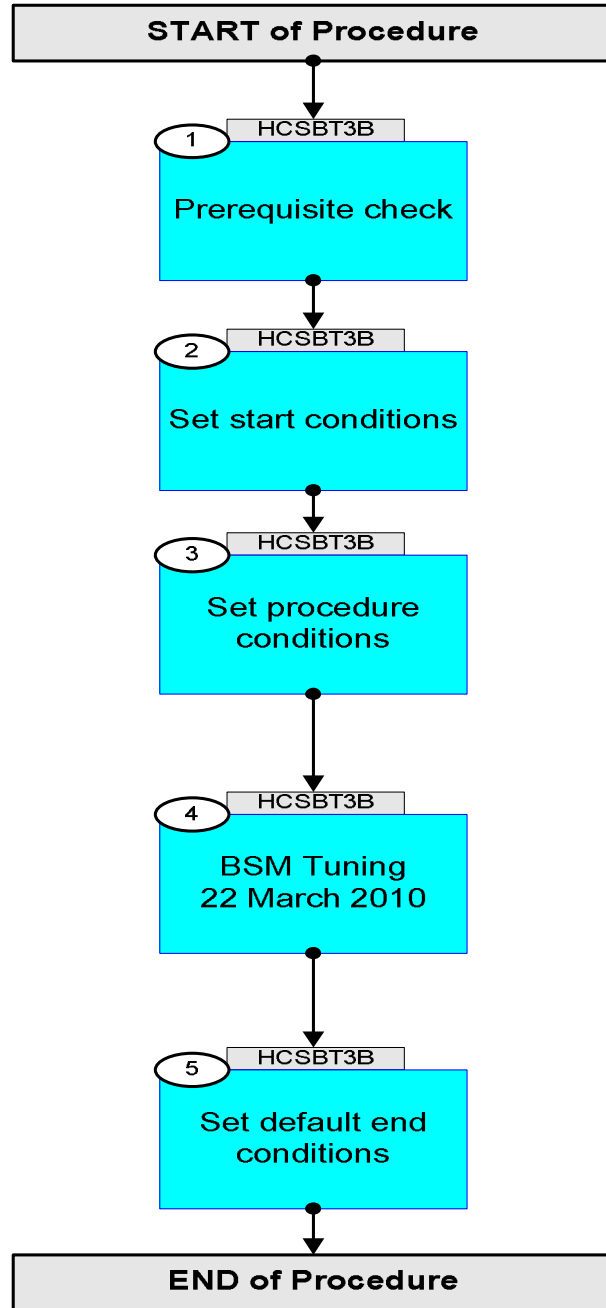 START of Procedure
HCSBT3B
1
Prerequisite check
HCSBT3B
2
Set start conditions
HCSBT3B
3
Set procedure
conditions
HCSBT3B
4
BSM Tuning
22 March 2010
HCSBT3B
5
Set default end
conditions
END of Procedure